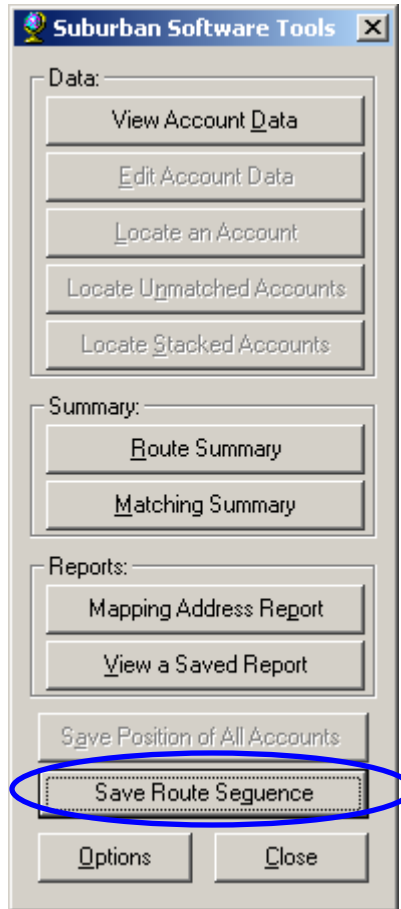 Suburban Software Tools
Data:
View Account Data
Edit Account Data
Locate an Account
Locate Unmatched Accounts
Locate Stacked Accounts
Summary:
Route Summary
Matching Summary
Reports:
Mapping Address Report
View a Saved Report
Save Position of All Accounts
Save Route Sequence
Options Close